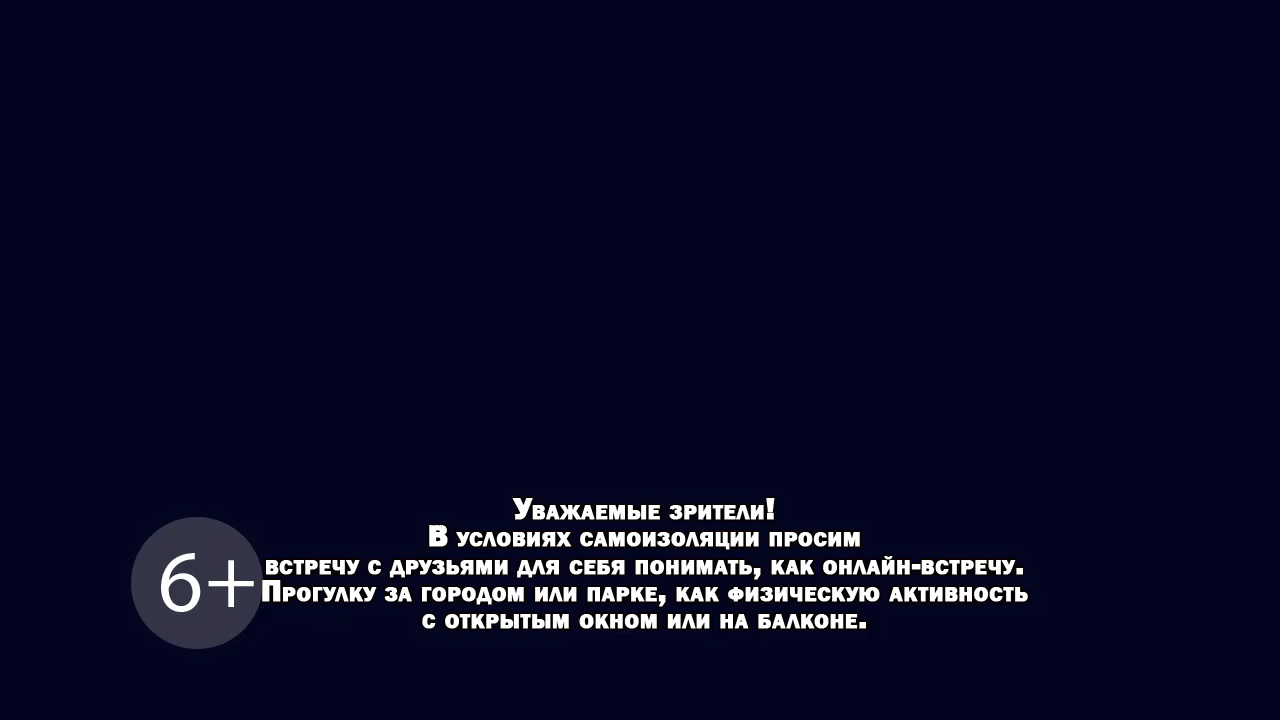 Уважаемые зрители!
В условиях самоизоляции просим
встречу с друзьями для себя понимать, как онлайн-встречу.
6+
Прогулку за городом или парке, как физическую активность
с открытым окном или на балконе.